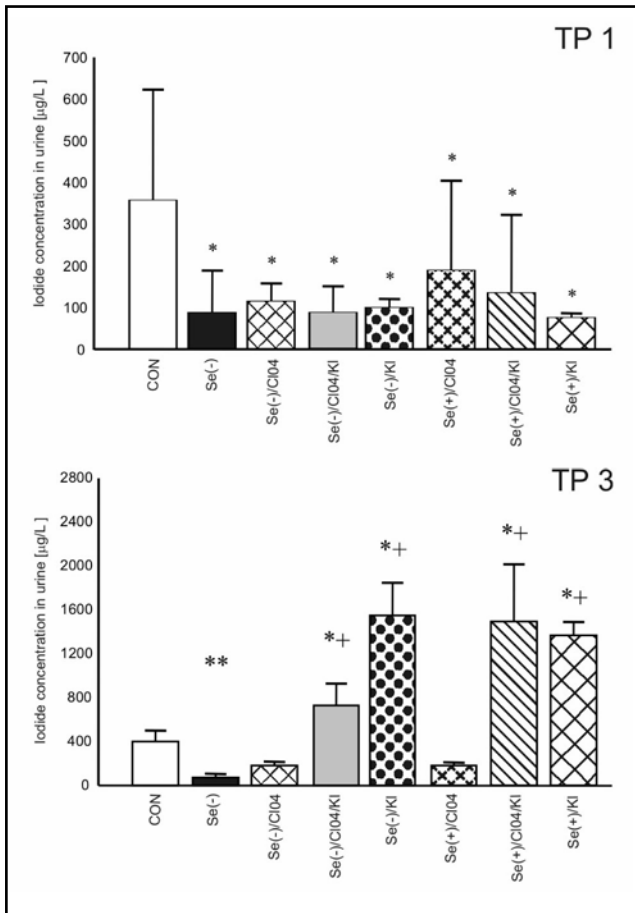 TP 1
Iodide concentration in urine [µg/L ]
700
600
500
400
300
200
100
0
*
*
*
*
*
*
*
CON
Se(-)
Se(-)/Cl04
Se(-)/Cl04/KI
Se(-)/KI
Se(+)/Cl04
Se(+)/Cl04/KI
Se(+)/KI
TP 3
Iodide concentration in urine [µg/L ]
2800
2400
2000
1600
1200
800
400
0
**
*+
*+
*+
*+
CON
Se(-)
Se(-)/Cl04
Se(-)/Cl04/KI
Se(-)/KI
Se(+)/Cl04
Se(+)/Cl04/KI
Se(+)/KI